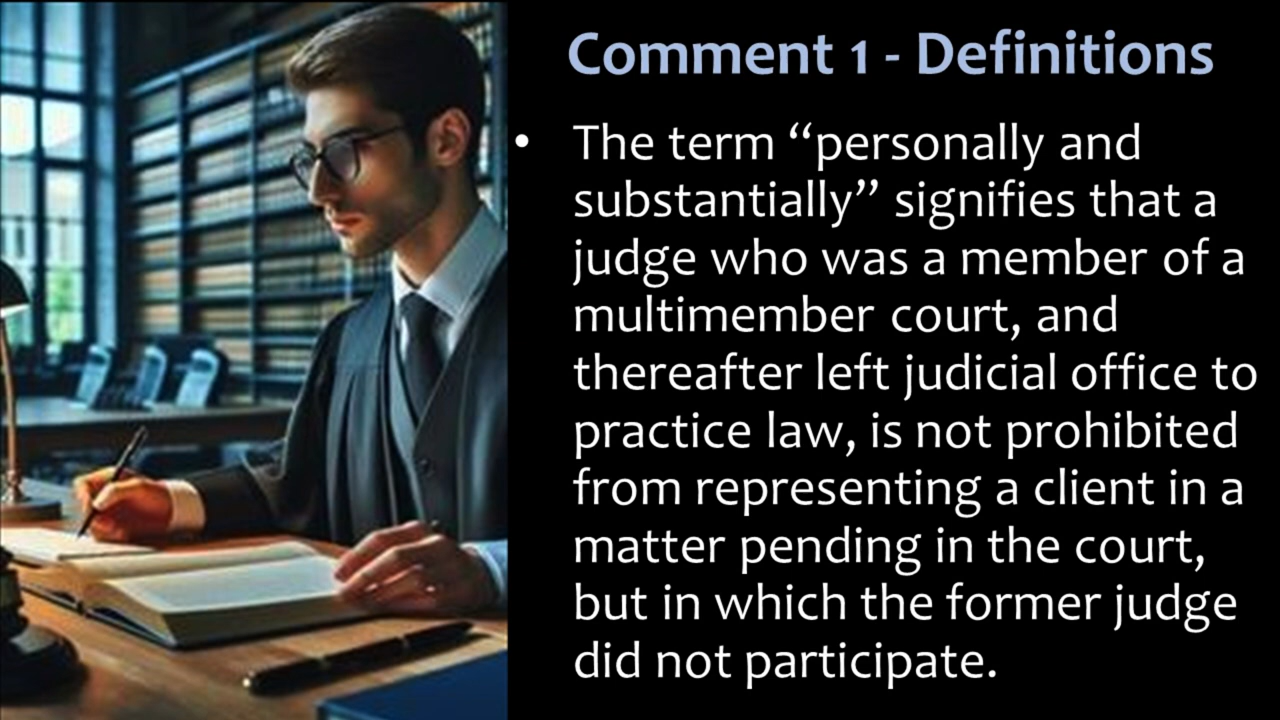 Comment 1 - Definitions
• The term “personally and
substantially” signifies that a
judge who was a member of a
multimember court, and
thereafter left judicial office to
practice law, is not prohibited
from representing a client in a
matter pending in the court,
but in which the former judge
did not participate.